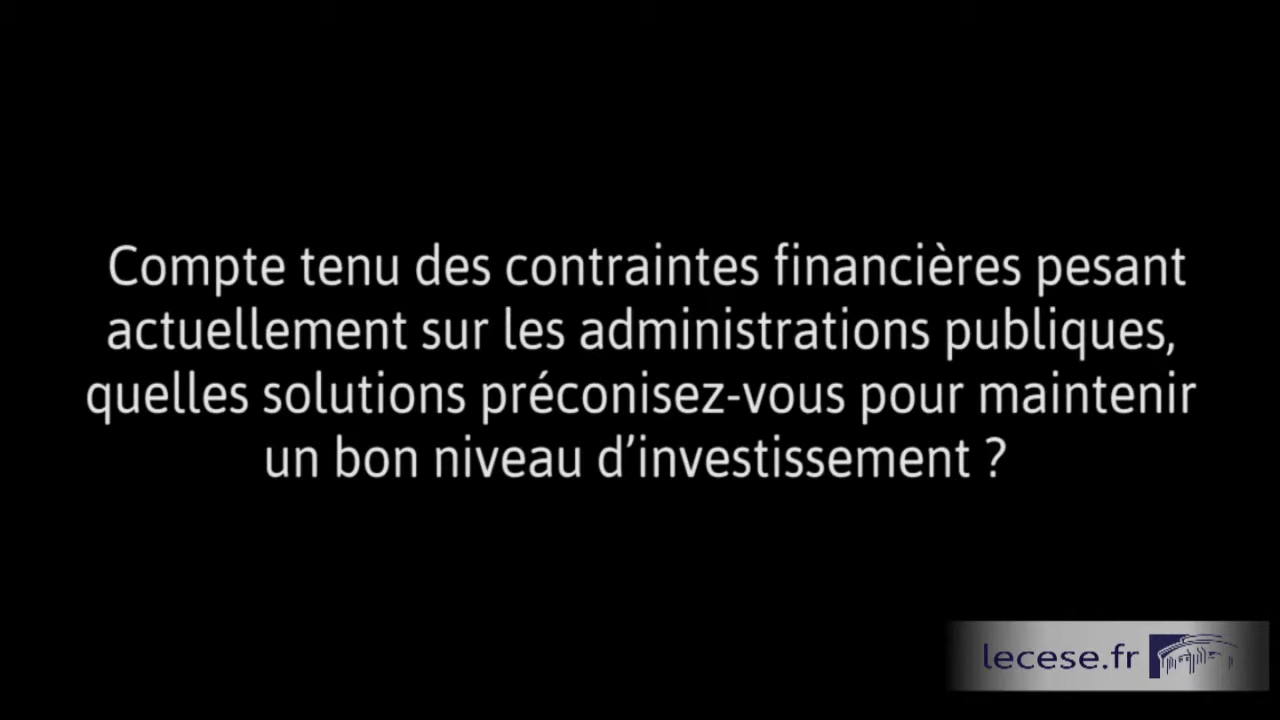 Compte tenu des contraintes financières pesant
actuellement sur les administrations publiques,
quelles solutions préconisez-vous pour maintenir
un bon niveau d’investissement ?
lecese.fr